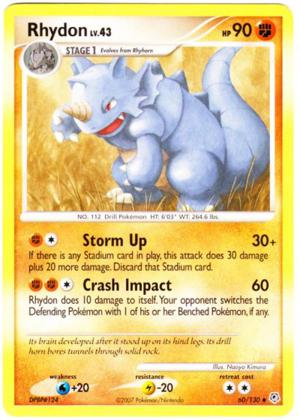 Rhydon LV.43
HP 90
STAGE 1 Evolves from Rhyhorn
NO. 112 Drill Pokémon HT: 6'03" WT: 264.6 lbs.
Storm Up 30+
If there is any Stadium card in play, this attack does 30 damage
plus 20 more damage. Discard that Stadium card.
Crash Impact 60
Rhydon does 10 damage to itself. Your opponent switches the
Defending Pokémon with 1 of his or her Benched Pokémon, if any.
Its brain developed after it stood up on its hind legs. Its drill
horn bores tunnels through solid rock.
weakness resistance retreat cost
+20 -20
DPBP#124 ©2007 Pokémon/Nintendo 60/130
Illus. Naoyo Kimura